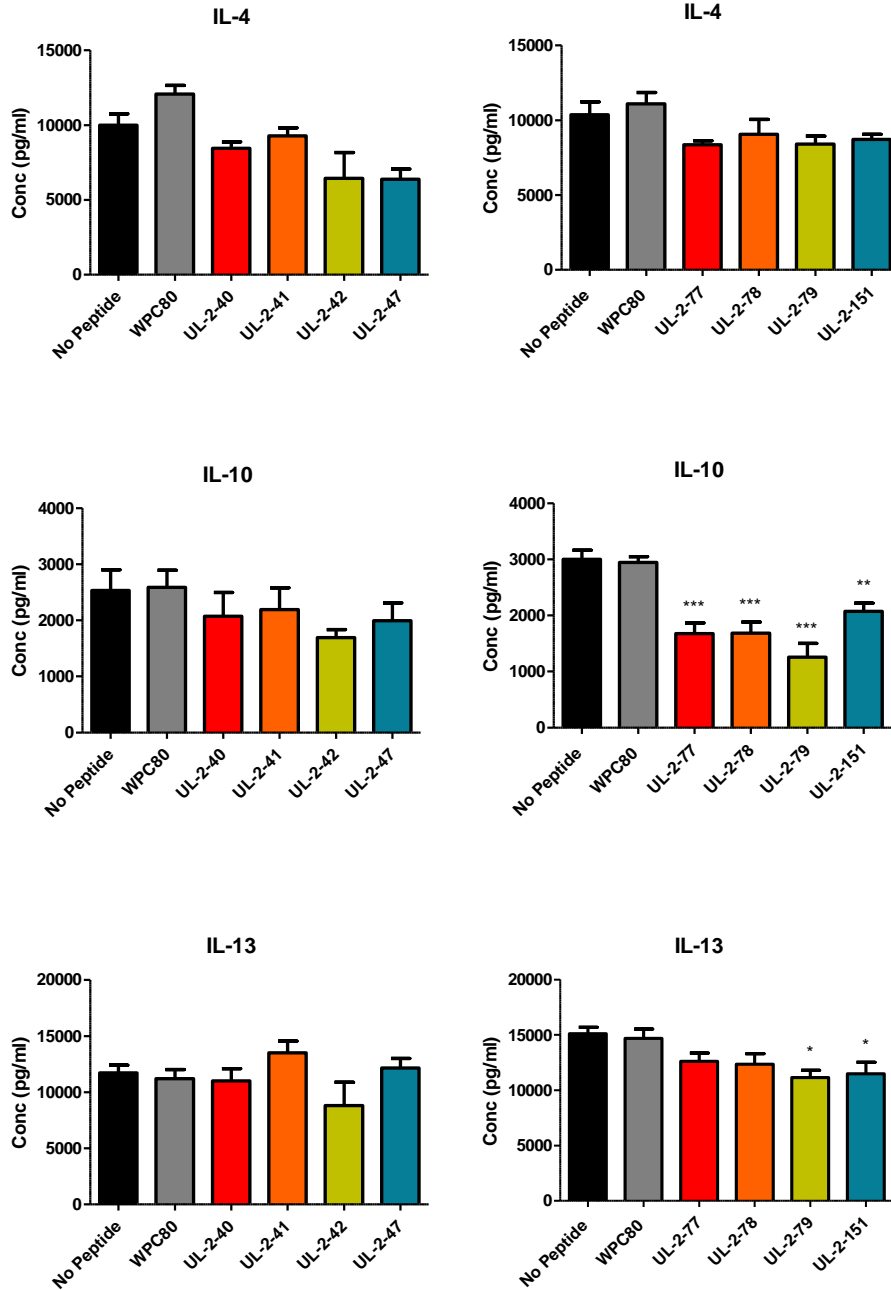 IL-4
15000
10000
5000
0
Conc (pg/ml)
No Peptide
WPC80
UL-2-40
UL-2-41
UL-2-42
UL-2-47
IL-4
15000
10000
5000
0
Conc (pg/ml)
No Peptide
WPC80
UL-2-77
UL-2-78
UL-2-79
UL-2-151
IL-10
4000
3000
2000
1000
0
Conc (pg/ml)
No Peptide
WPC80
UL-2-40
UL-2-41
UL-2-42
UL-2-47
IL-10
4000
3000
2000
1000
0
Conc (pg/ml)
***
***
***
**
No Peptide
WPC80
UL-2-77
UL-2-78
UL-2-79
UL-2-151
IL-13
20000
15000
10000
5000
0
Conc (pg/ml)
No Peptide
WPC80
UL-2-40
UL-2-41
UL-2-42
UL-2-47
IL-13
20000
15000
10000
5000
0
Conc (pg/ml)
*
*
No Peptide
WPC80
UL-2-77
UL-2-78
UL-2-79
UL-2-151